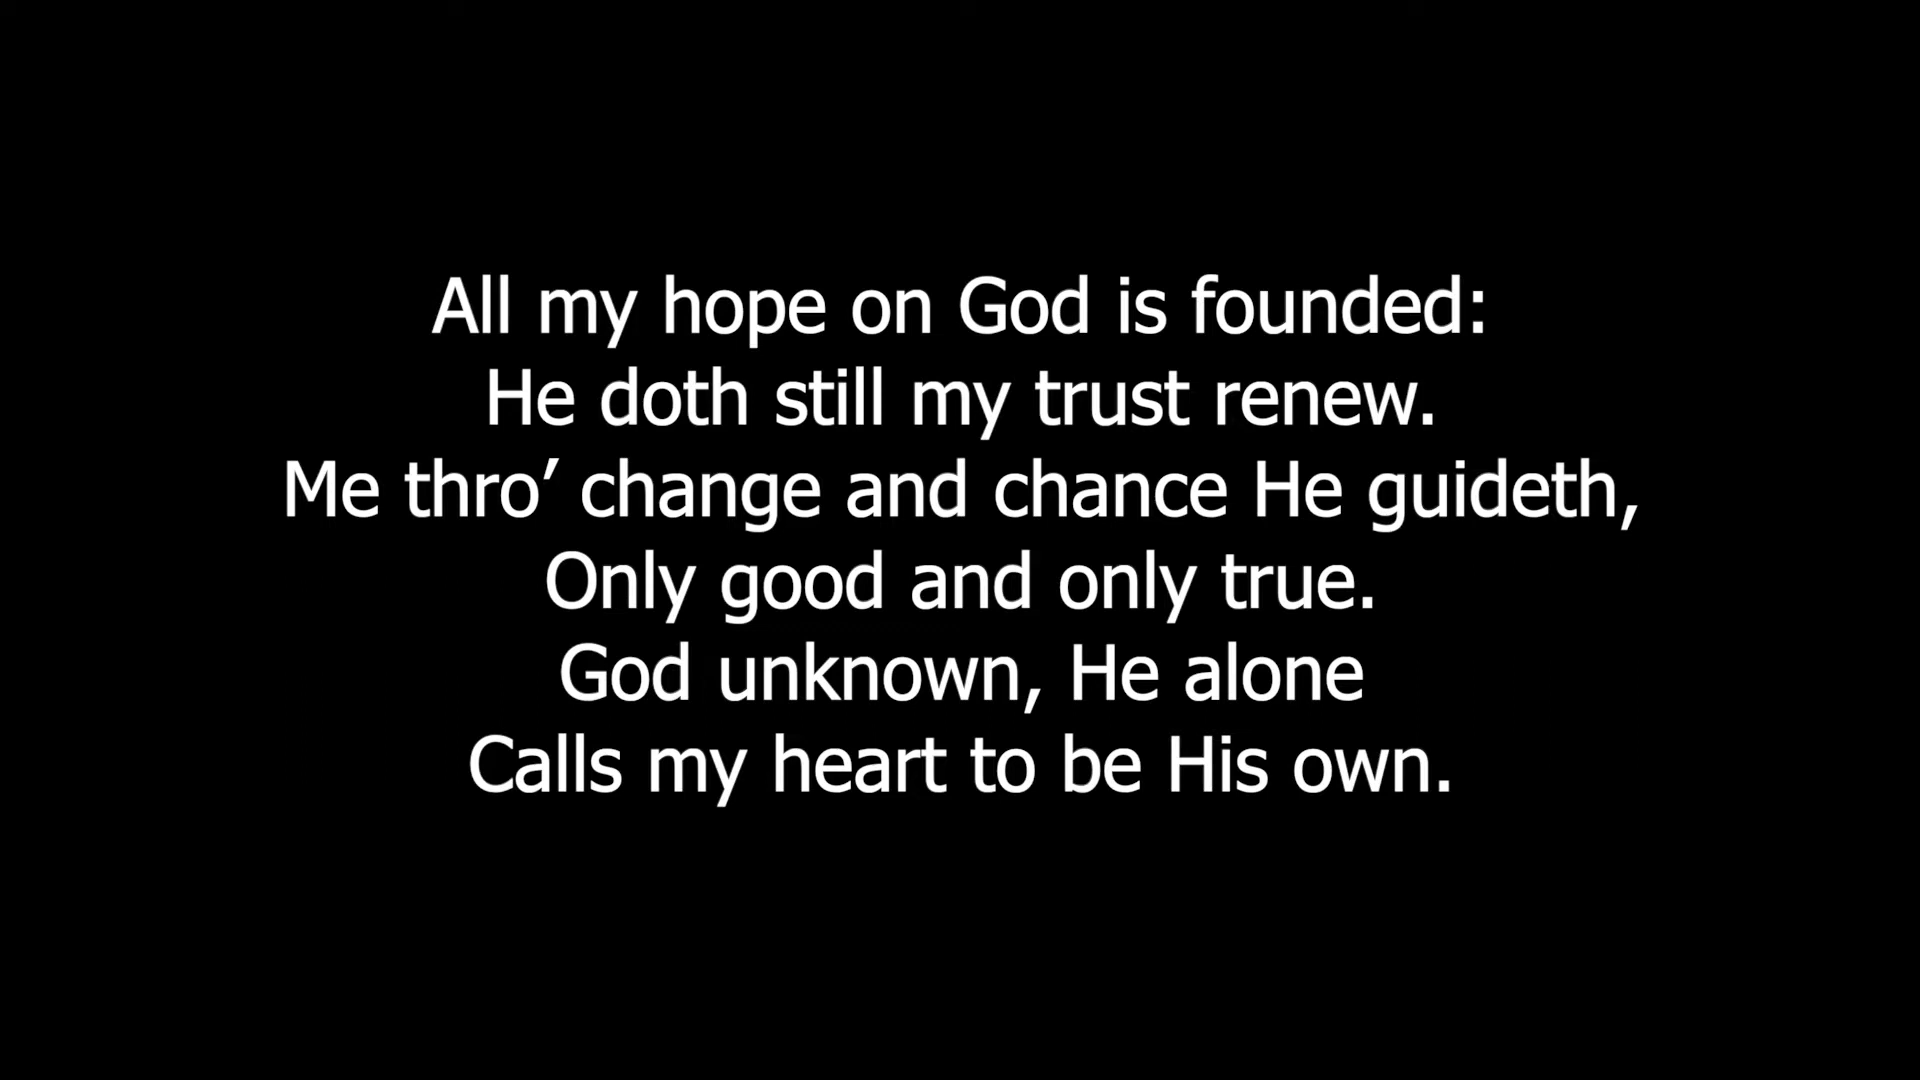 All my hope on God is founded:
He doth still my trust renew.
Me thro’ change and chance He guideth,
Only good and only true.
God unknown, He alone
Calls my heart to be His own.